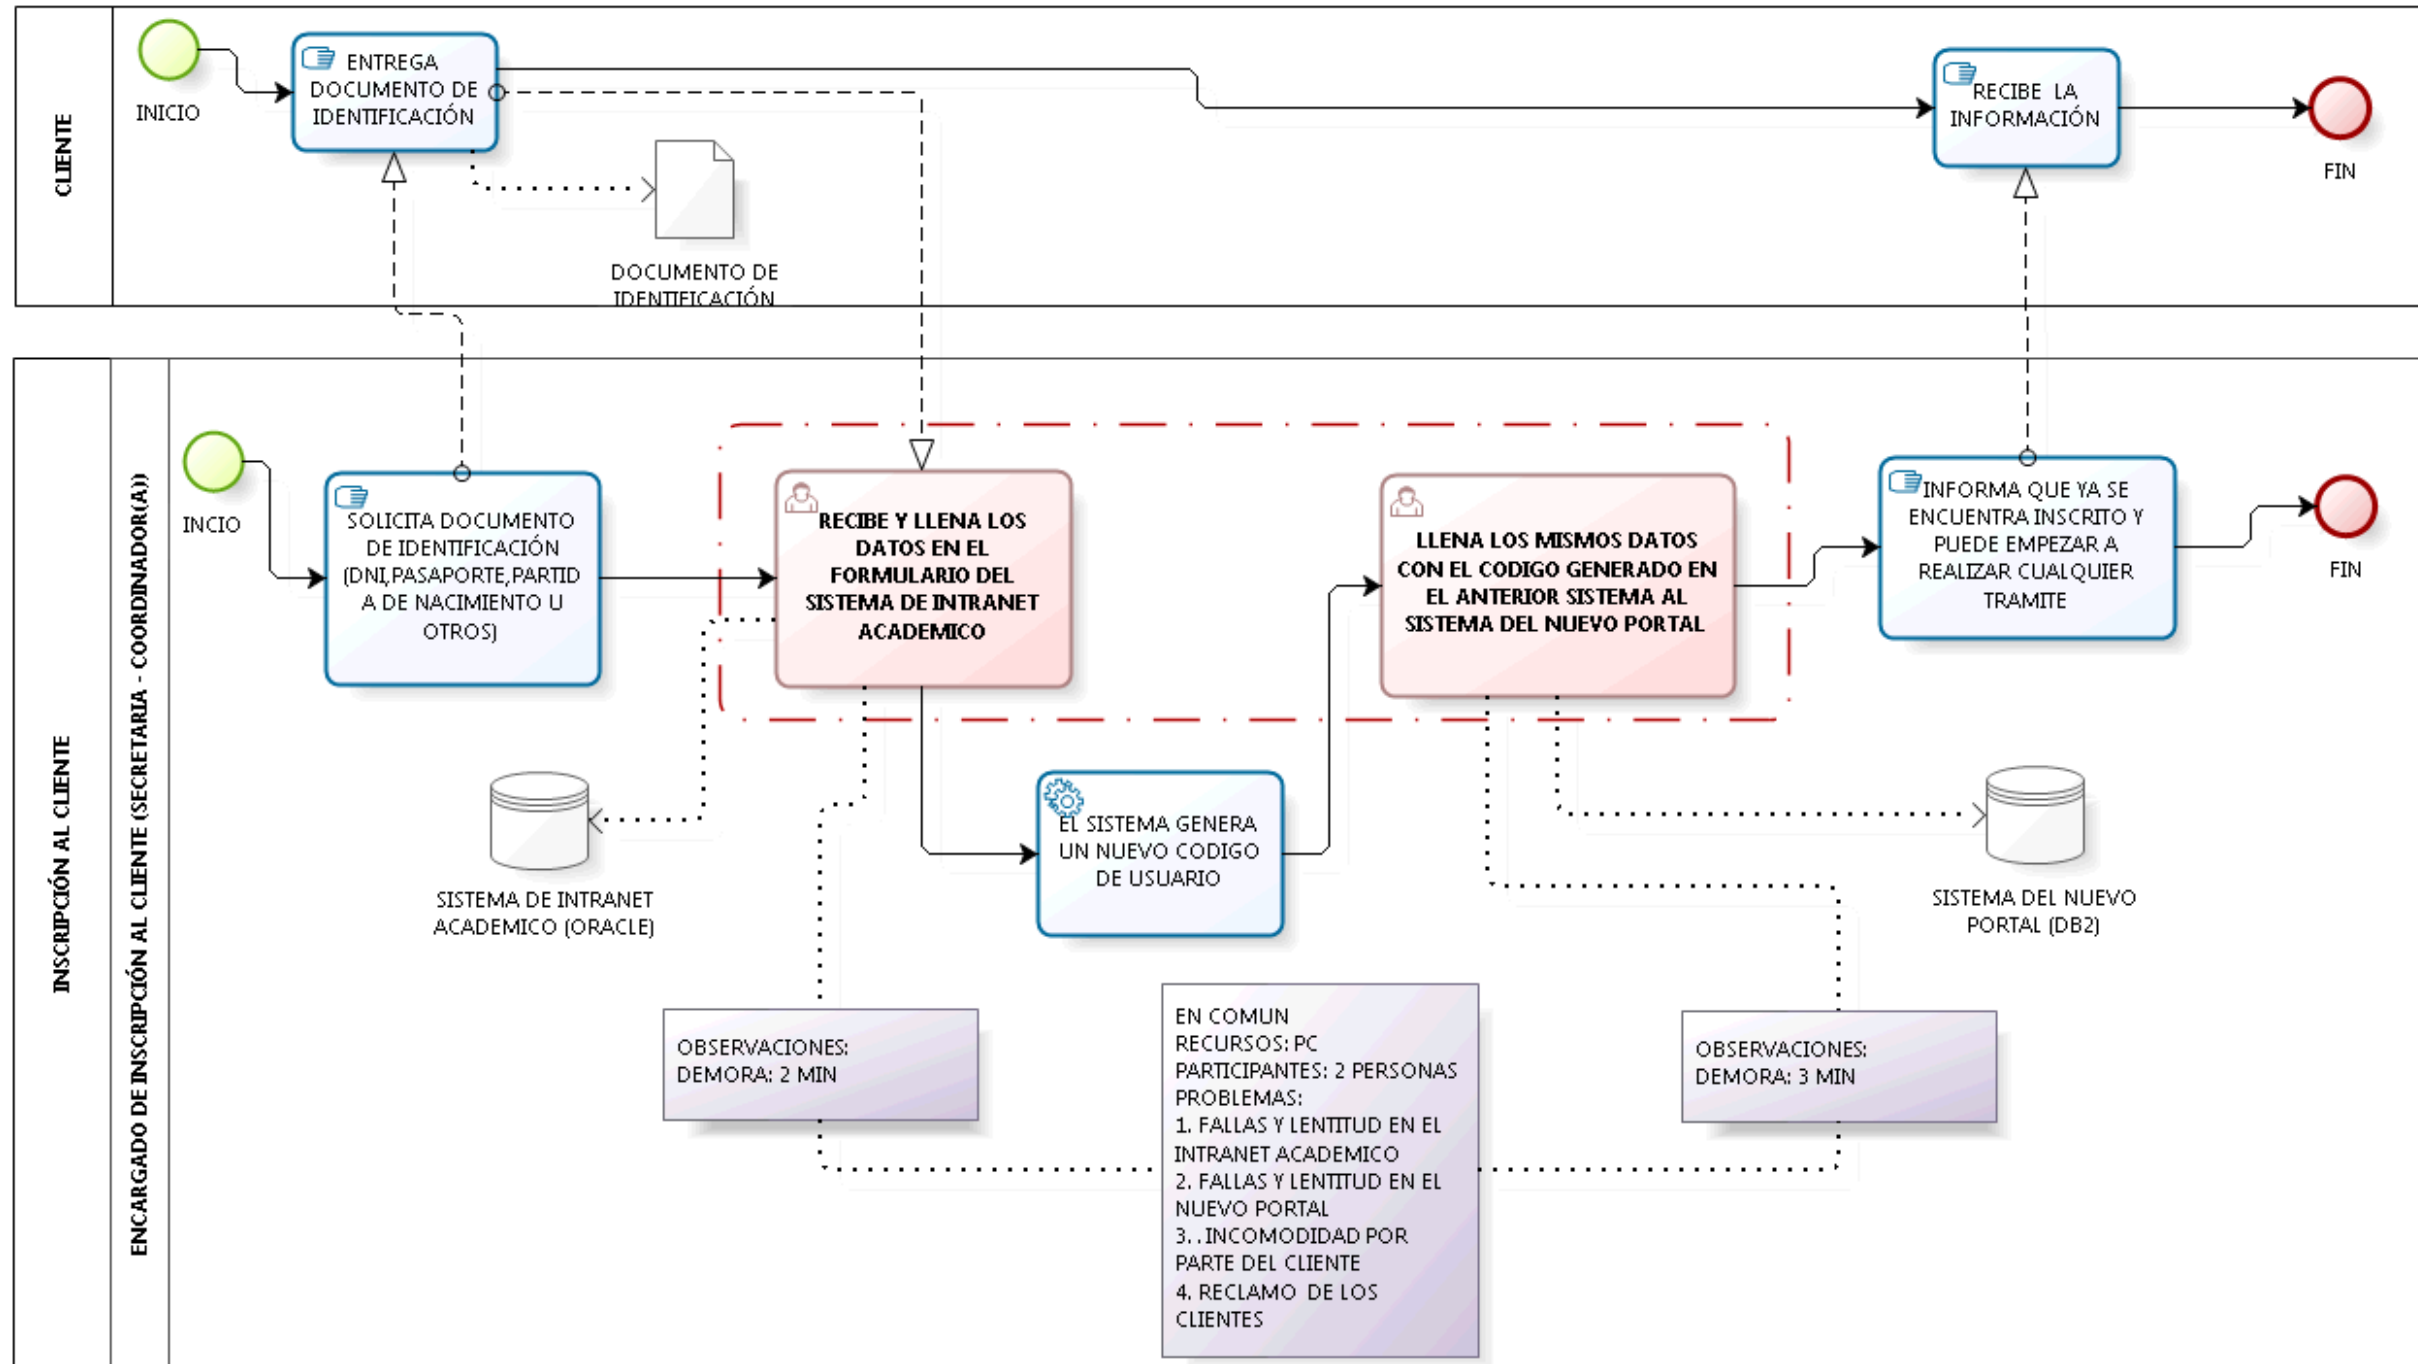 CLIENTE
INICIO
ENTREGA
DOCUMENTO DE
IDENTIFICACIÓN
DOCUMENTO DE
IDENTIFICACIÓN
RECIBE LA
INFORMACIÓN
FIN
INSCRIPCIÓN AL CLIENTE
ENCARGADO DE INSCRIPCIÓN AL CLIENTE (SECRETARIA - COORDINADOR(A))
INCIO
SOLICITA DOCUMENTO
DE IDENTIFICACIÓN
(DNI,PASAPORTE,PARTID
A DE NACIMIENTO U
OTROS)
RECIBE Y LLENA LOS
DATOS EN EL
FORMULARIO DEL
SISTEMA DE INTRANET
ACADEMICO
LLENA LOS MISMOS DATOS
CON EL CODIGO GENERADO EN
EL ANTERIOR SISTEMA AL
SISTEMA DEL NUEVO PORTAL
INFORMA QUE YA SE
ENCUENTRA INSCRITO Y
PUEDE EMPEZAR A
REALIZAR CUALQUIER
TRAMITE
FIN
SISTEMA DE INTRANET
ACADEMICO (ORACLE)
EL SISTEMA GENERA
UN NUEVO CODIGO
DE USUARIO
SISTEMA DEL NUEVO
PORTAL (DB2)
OBSERVACIONES:
DEMORA: 2 MIN
EN COMUN
RECURSOS: PC
PARTICIPANTES: 2 PERSONAS
PROBLEMAS:
1. FALLAS Y LENTITUD EN EL
INTRANET ACADEMICO
2. FALLAS Y LENTITUD EN EL
NUEVO PORTAL
3. . INCOMODIDAD POR
PARTE DEL CLIENTE
4. RECLAMO DE LOS
CLIENTES
OBSERVACIONES:
DEMORA: 3 MIN